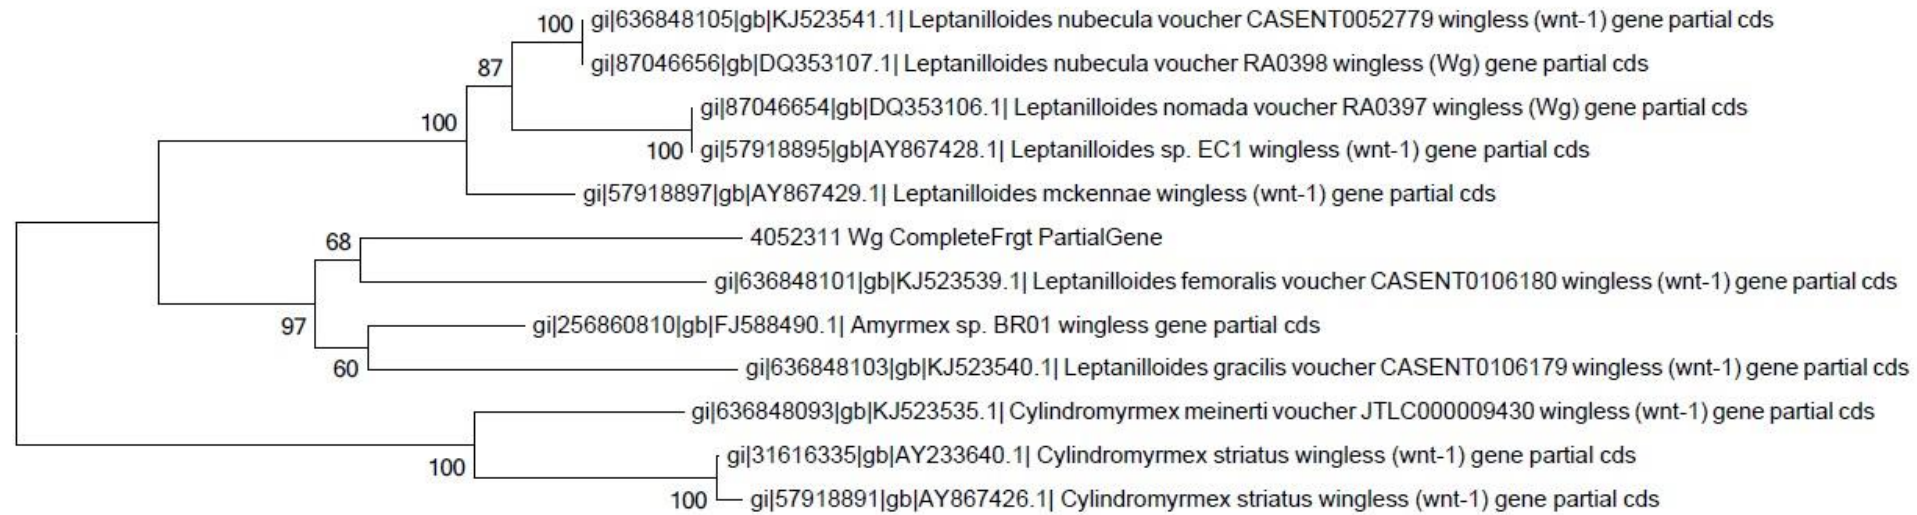 100 gi|636848105|gb|KJ523541.1| Leptanilloides nubecula voucher CASENT0052779 wingless (wnt-1) gene partial cds
87 gi|87046656|gb|DQ353107.1| Leptanilloides nubecula voucher RA0398 wingless (Wg) gene partial cds
gi|87046654|gb|DQ353106.1| Leptanilloides nomada voucher RA0397 wingless (Wg) gene partial cds
100
100 gi|57918895|gb|AY867428.1| Leptanilloides sp. EC1 wingless (wnt-1) gene partial cds
gi|57918897|gb|AY867429.1| Leptanilloides mckennae wingless (wnt-1) gene partial cds
68 4052311 Wg CompleteFrgt PartialGene
gi|636848101|gb|KJ523539.1| Leptanilloides femoralis voucher CASENT0106180 wingless (wnt-1) gene partial cds
97 gi|256860810|gb|FJ588490.1| Amyrmex sp. BR01 wingless gene partial cds
60 gi|636848103|gb|KJ523540.1| Leptanilloides gracilis voucher CASENT0106179 wingless (wnt-1) gene partial cds
gi|636848093|gb|KJ523535.1| Cylindromyrmex meinerti voucher JTLC000009430 wingless (wnt-1) gene partial cds
100 gi|31616335|gb|AY233640.1| Cylindromyrmex striatus wingless (wnt-1) gene partial cds
100 gi|57918891|gb|AY867426.1| Cylindromyrmex striatus wingless (wnt-1) gene partial cds